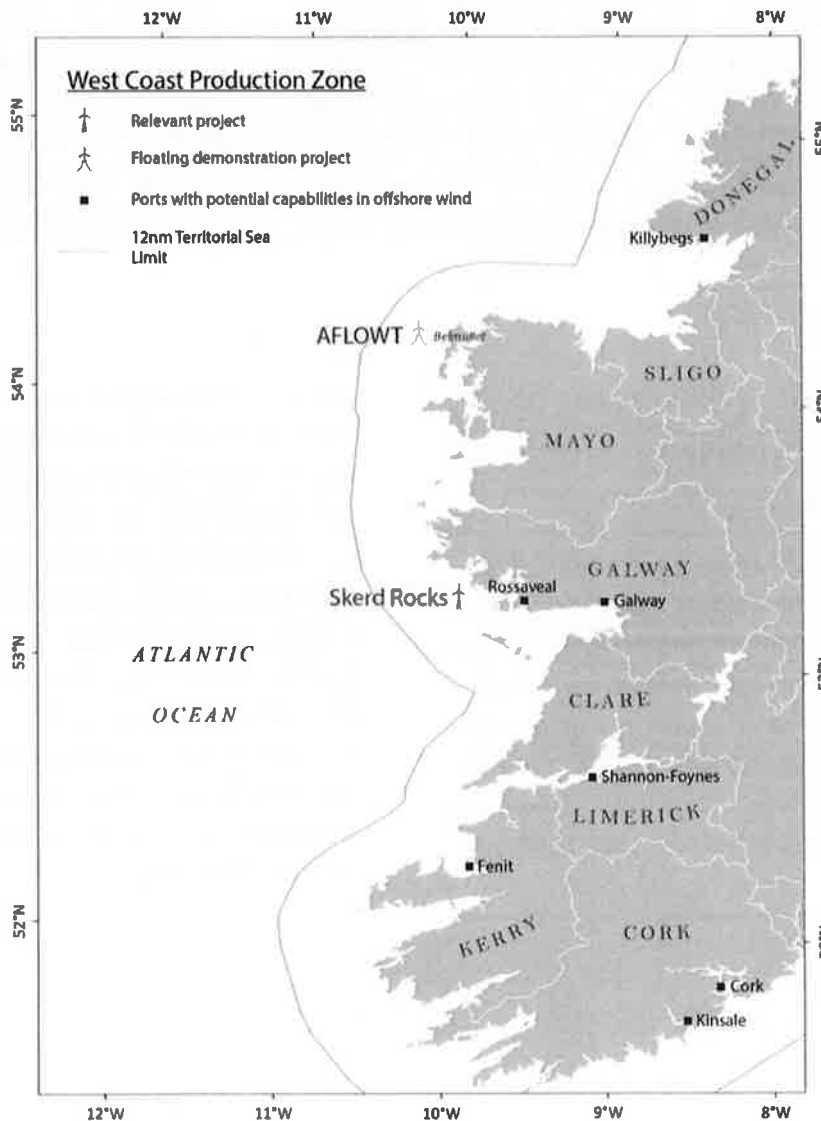 12°W 11°W 10°W 9°W 8°W
West Coast Production Zone
Relevant project
Floating demonstration project
Ports with potential capabilities in offshore wind
12nm Territorial Sea
Limit
55°N
55°N
DONEGAL
Killybegs
AFLOWT
Belmullet
54°N
SLIGO
MAYO
GALWAY
Rossaveal
Skerd Rocks
Galway
53°N
ATLANTIC
OCEAN
CLARE
Shannon-Foynes
LIMERICK
Fenit
52°N
KERRY
CORK
Cork
Kinsale
12°W 11°W 10°W 9°W 8°W